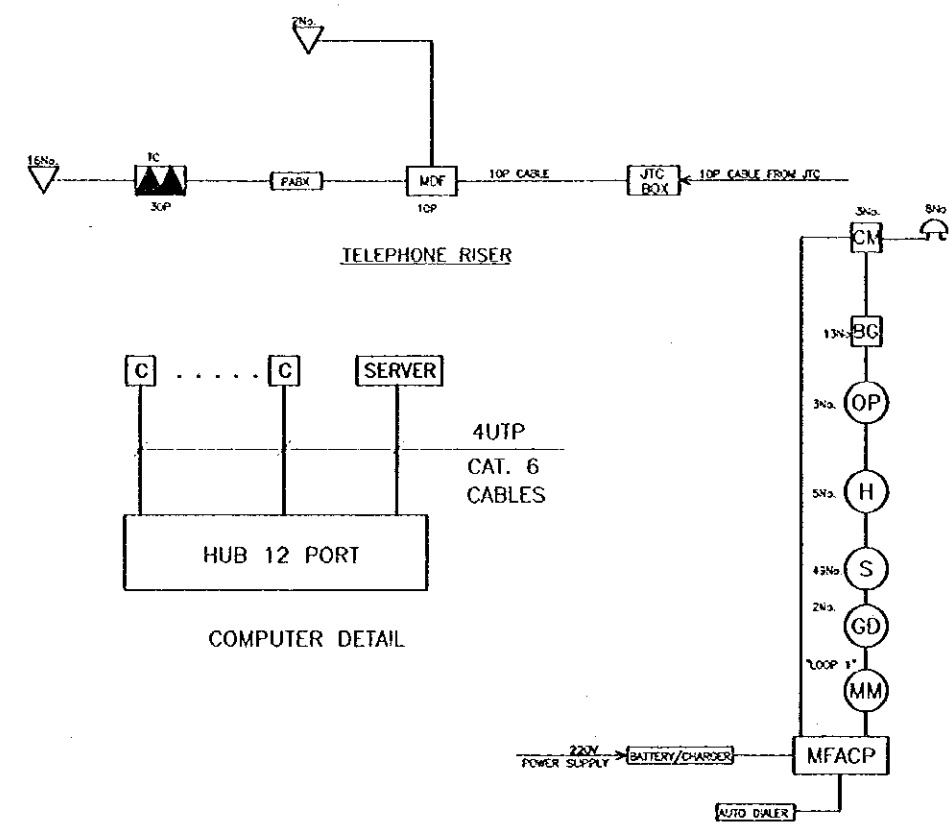 2No.
16No.
TC
30P
PABX
MDF
10P
10P CABLE
JTC
BOX
10P CABLE FROM JTC
TELEPHONE RISER
3No.
8No
CM
13No
BG
3No.
OP
5No.
H
S
2No.
GD
"LOOP 1"
MM
MFACP
220V
POWER SUPPLY
BATTERY/CHARGER
AUTO DIALER
C . . . . . C
SERVER
4UTP
CAT. 6
CABLES
HUB 12 PORT
COMPUTER DETAIL